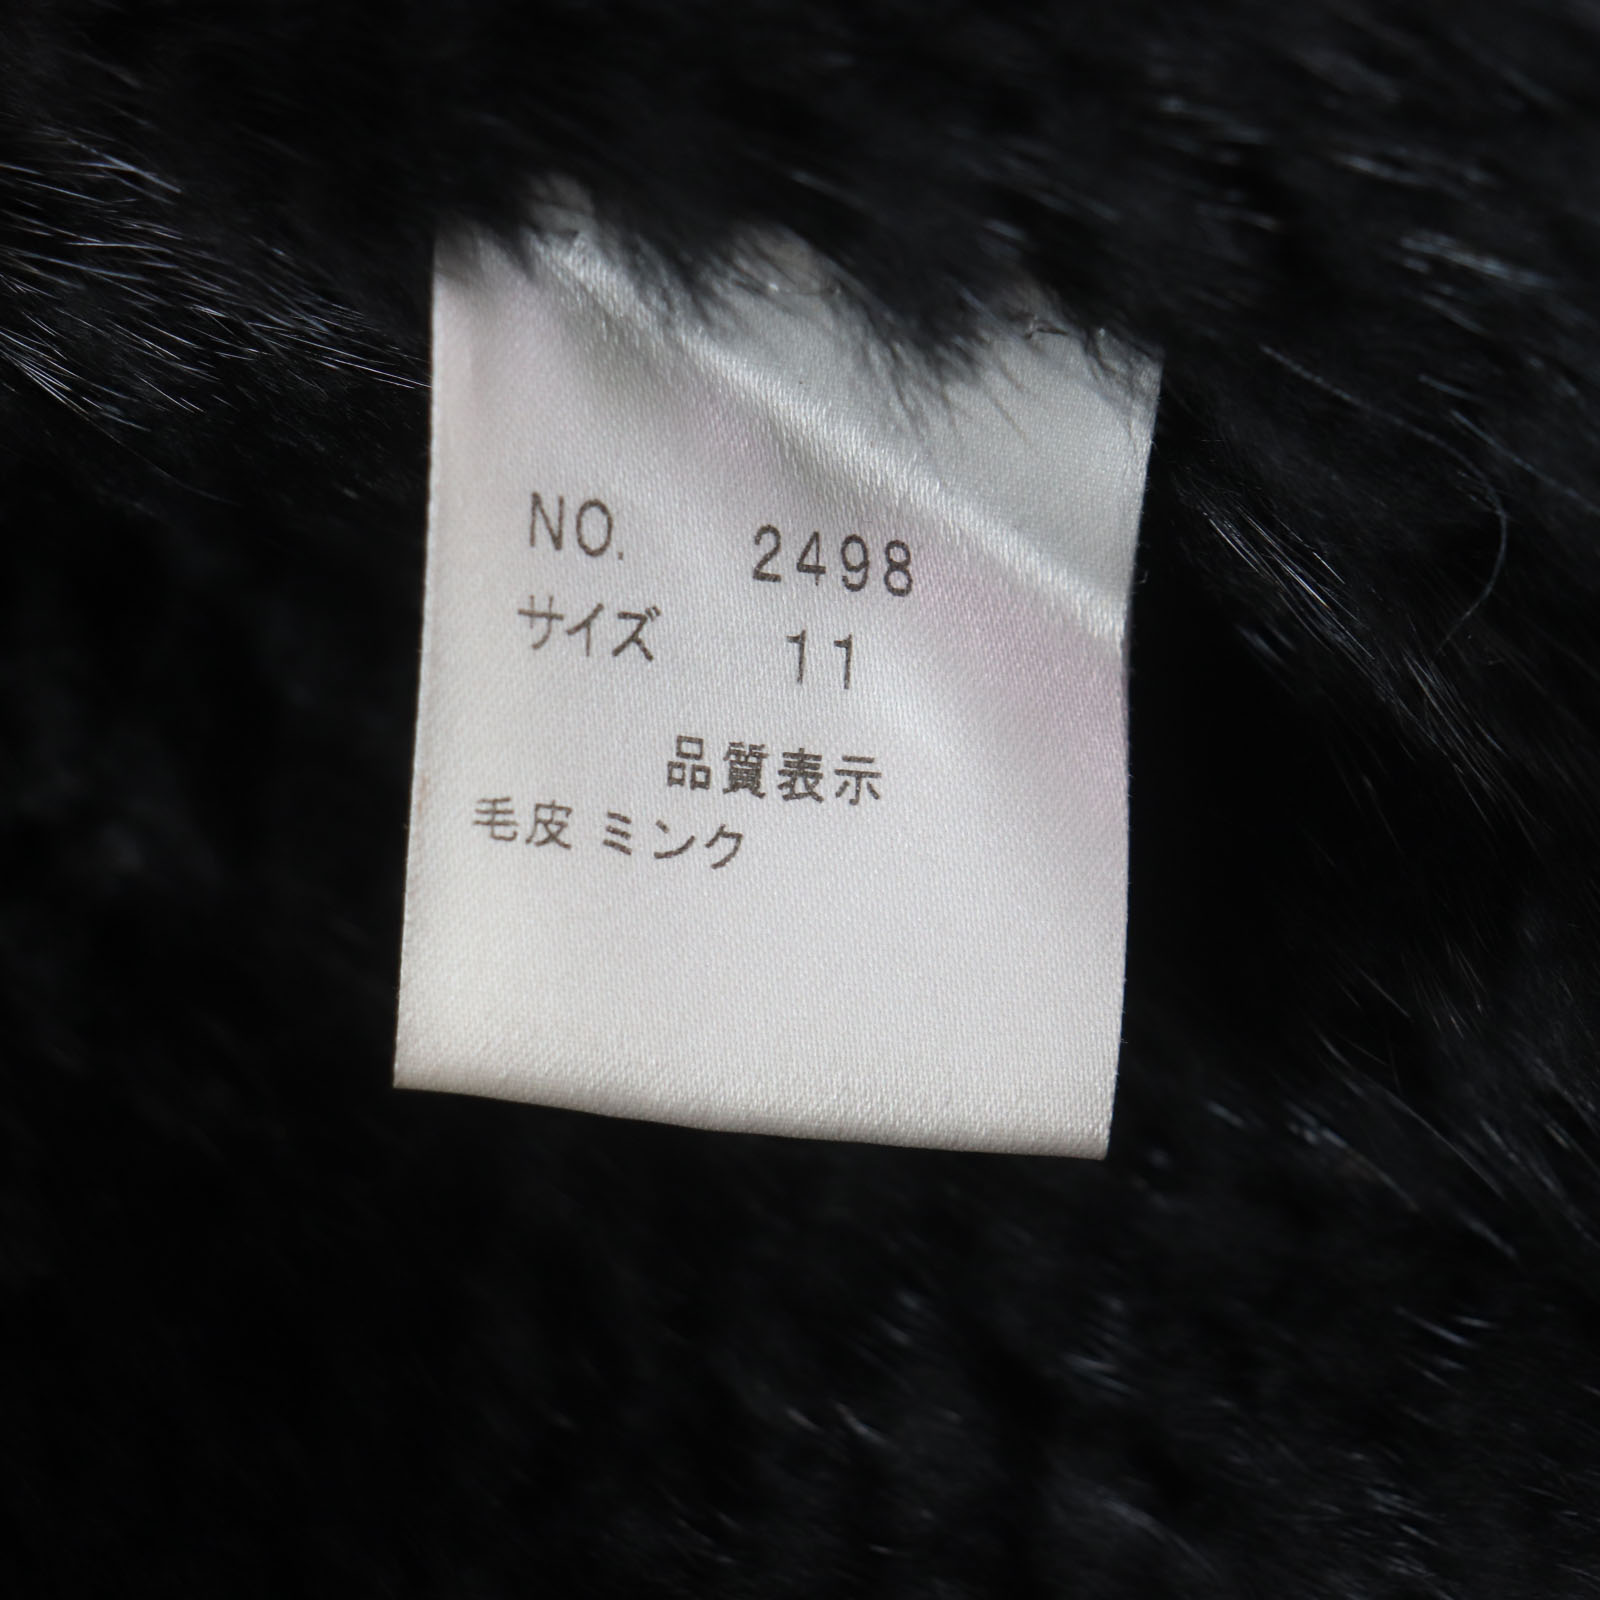 NO. 2498
サイズ 11
品質表示
毛皮 ミンク